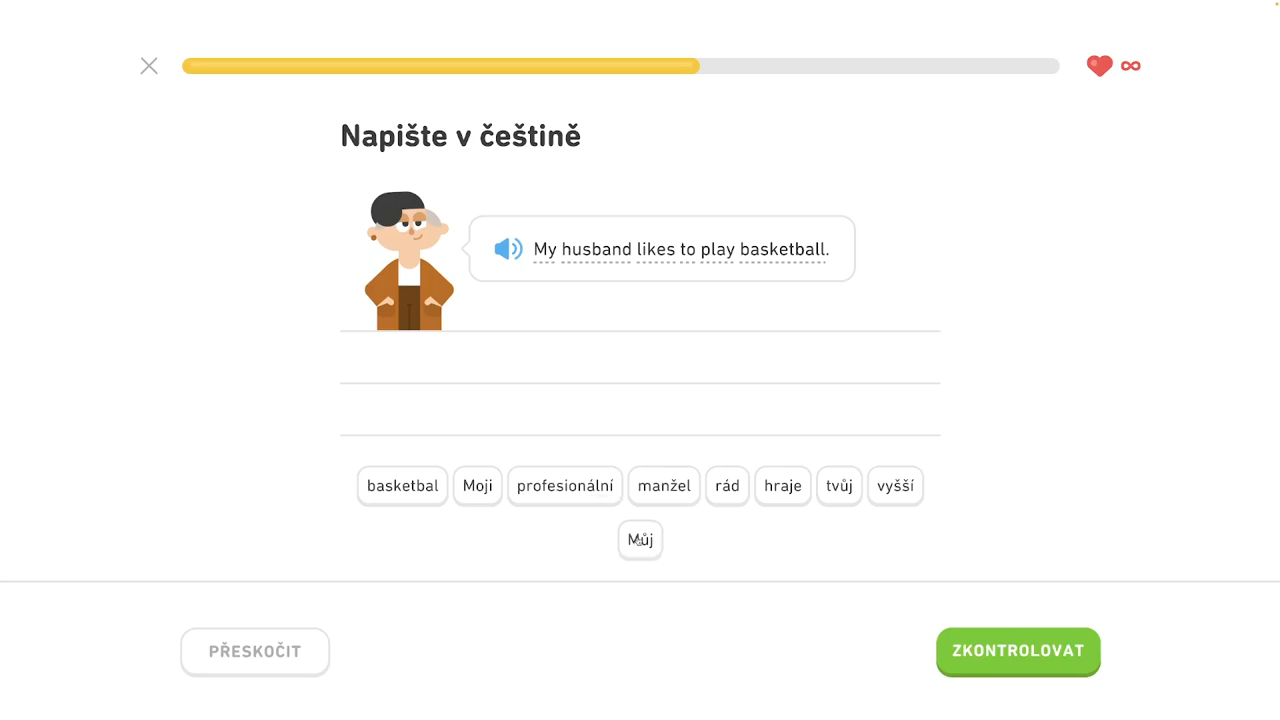 Napište v češtině
My husband likes to play basketball.
basketbal Moji profesionální manžel rád hraje tvůj vyšší
Můj
PŘESKOČIT ZKONTROLOVAT